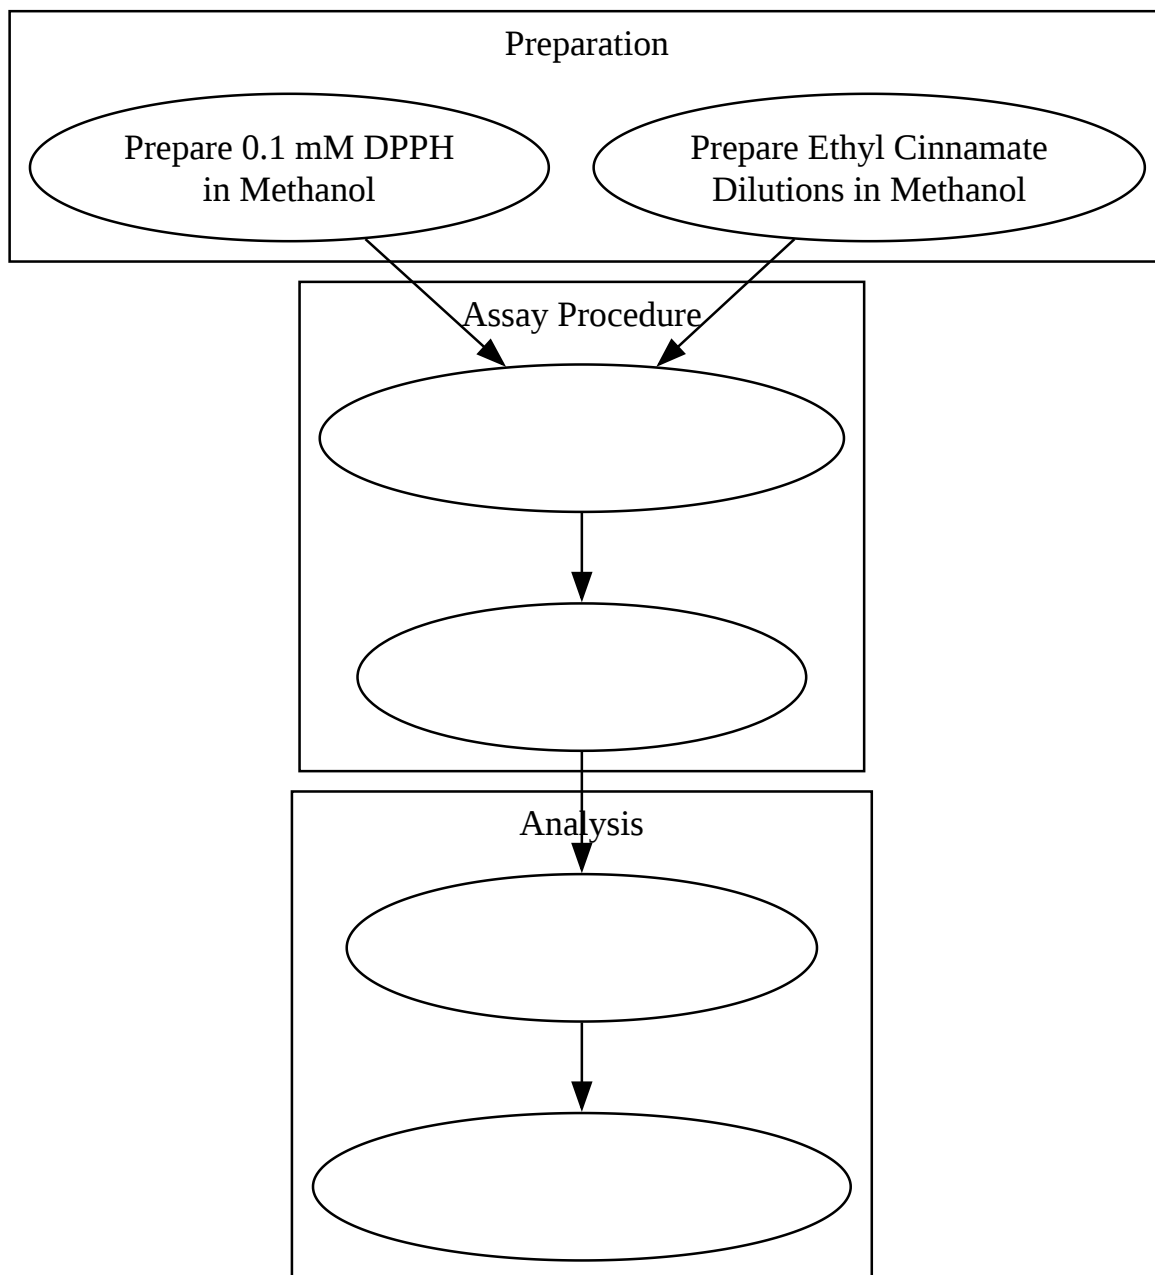 Preparation
Prepare 0.1 mM DPPH
in Methanol
Prepare Ethyl Cinnamate
Dilutions in Methanol
Assay Procedure
Analysis